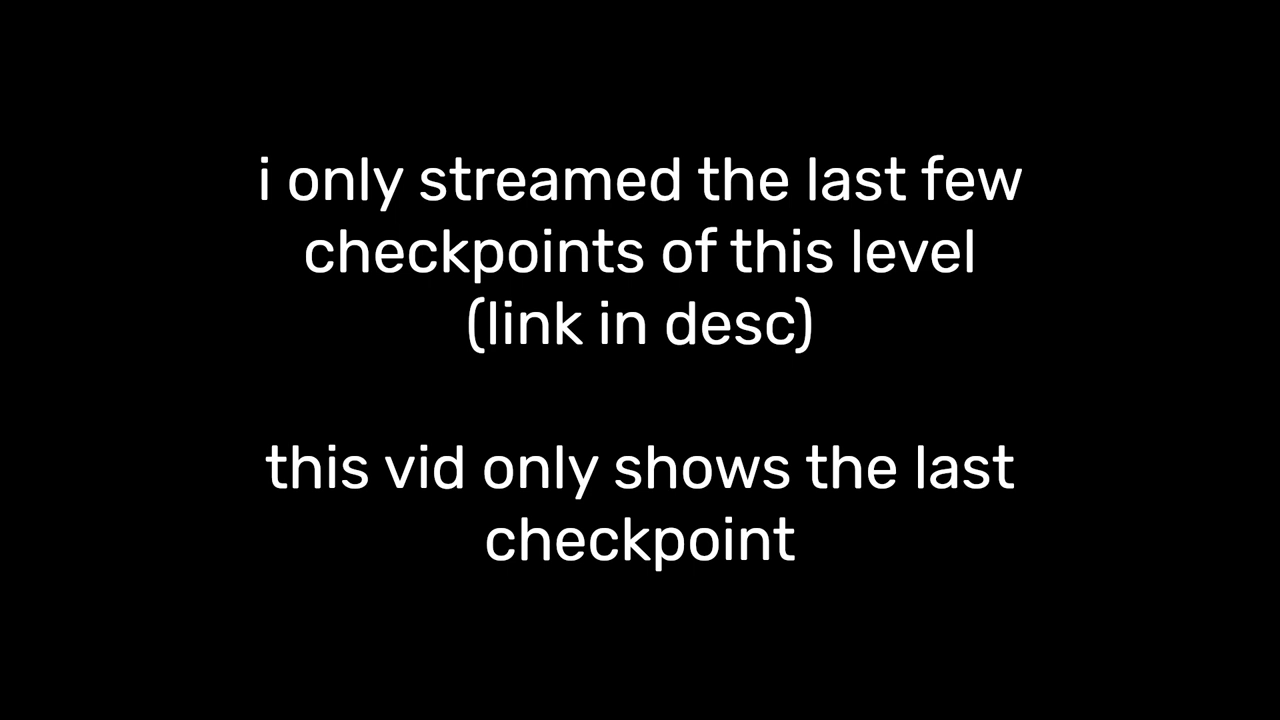 i only streamed the last few
checkpoints of this level
(link in desc)
this vid only shows the last
checkpoint